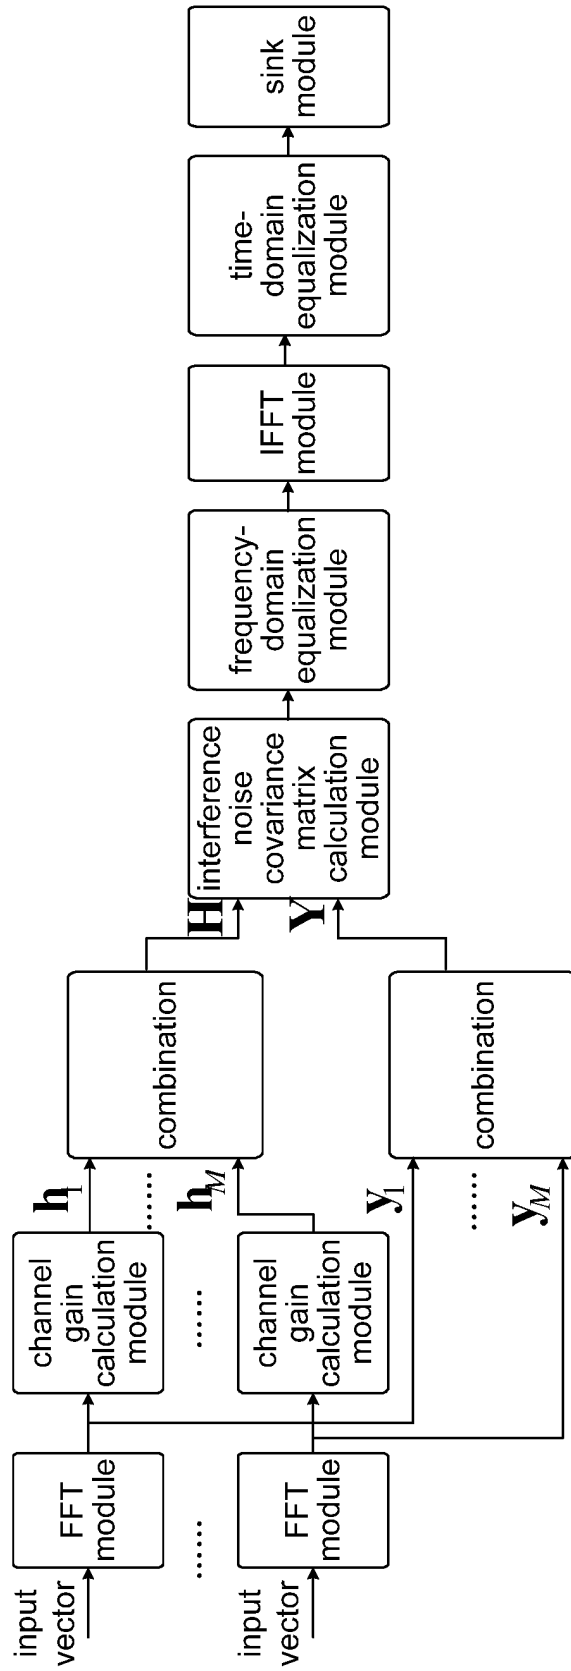 input
vector
FFT
module
channel
gain
calculation
module
h1
......
......
......
input
vector
FFT
module
channel
gain
calculation
module
hM
combination
y1
......
yM
combination
H
Y
interference
noise
covariance
matrix
calculation
module
frequency-
domain
equalization
module
IFFT
module
time-
domain
equalization
module
sink
module